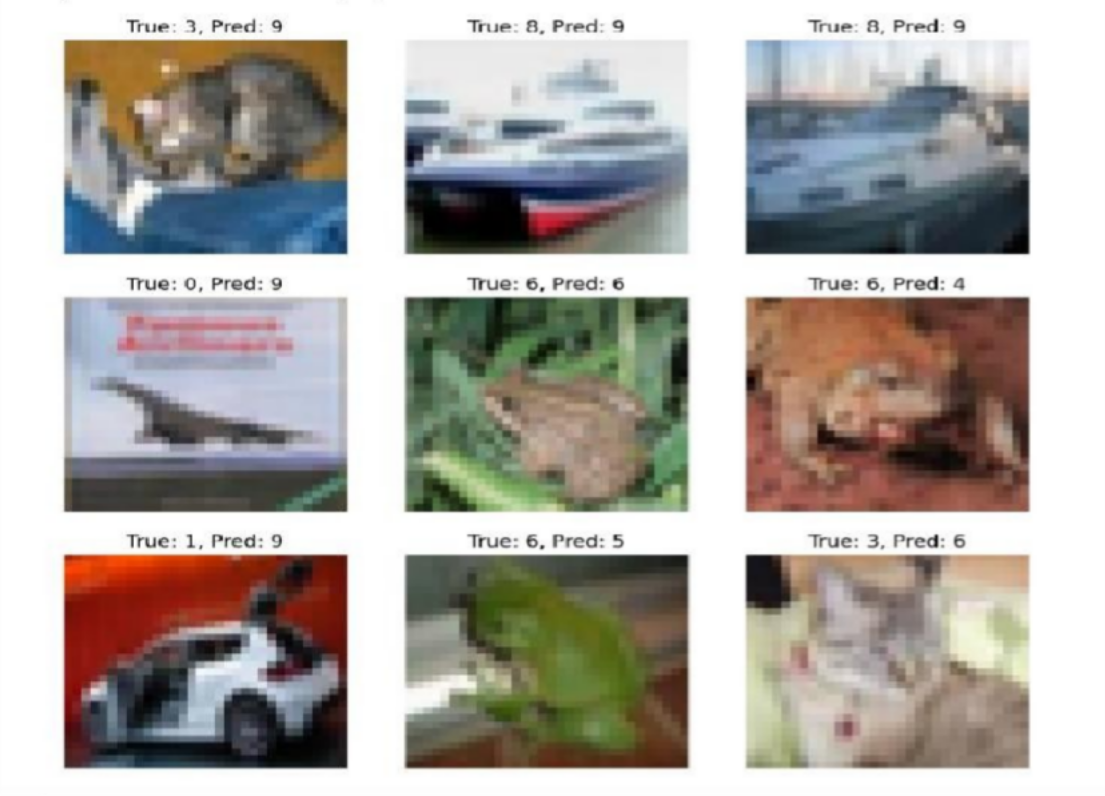 True: 3, Pred: 9
True: 8, Pred: 9
True: 8, Pred: 9
True: 0, Pred: 9
True: 6, Pred: 6
True: 6, Pred: 4
True: 1, Pred: 9
True: 6, Pred: 5
True: 3, Pred: 6